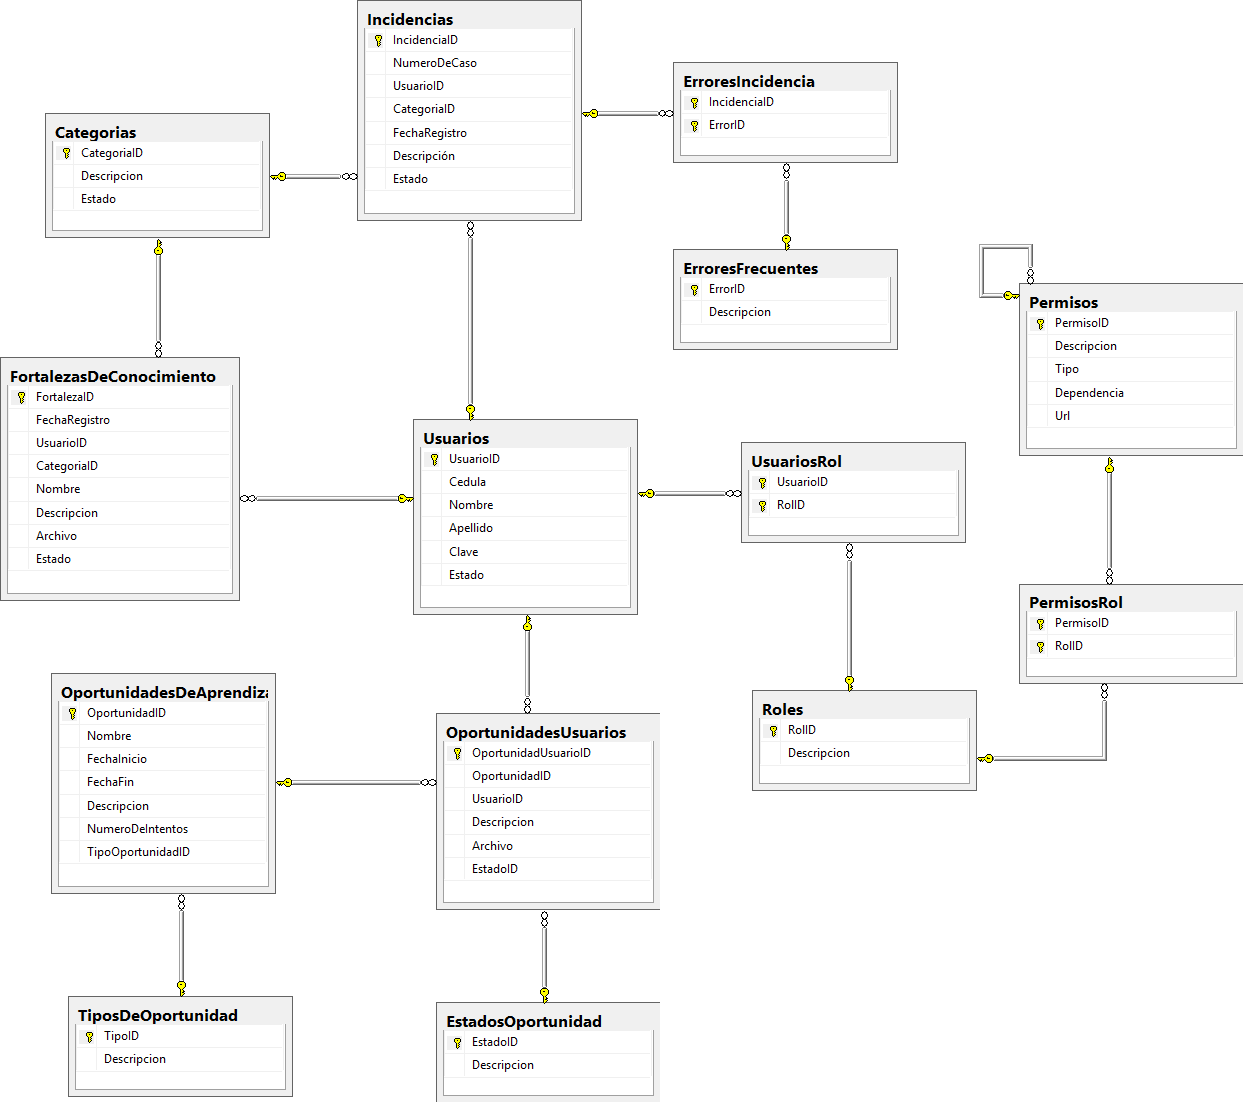 Incidencias
IncidenciaID
NumeroDeCaso
UsuarioID
CategoriaID
FechaRegistro
Descripción
Estado
ErroresIncidencia
IncidenciaID
ErrorID
Categorias
CategoriaID
Descripcion
Estado
ErroresFrecuentes
ErrorID
Descripcion
Permisos
PermisoID
Descripcion
Tipo
Dependencia
Url
FortalezasDeConocimiento
FortalezaID
FechaRegistro
UsuarioID
CategoriaID
Nombre
Descripcion
Archivo
Estado
Usuarios
UsuarioID
Cedula
Nombre
Apellido
Clave
Estado
UsuariosRol
UsuarioID
RolID
PermisosRol
PermisoID
RolID
OportunidadesDeAprendiza
OportunidadID
Nombre
FechaInicio
FechaFin
Descripcion
NumeroDeIntentos
TipoOportunidadID
OportunidadesUsuarios
OportunidadUsuarioID
OportunidadID
UsuarioID
Descripcion
Archivo
EstadoID
Roles
RolID
Descripcion
TiposDeOportunidad
TipoID
Descripcion
EstadosOportunidad
EstadoID
Descripcion